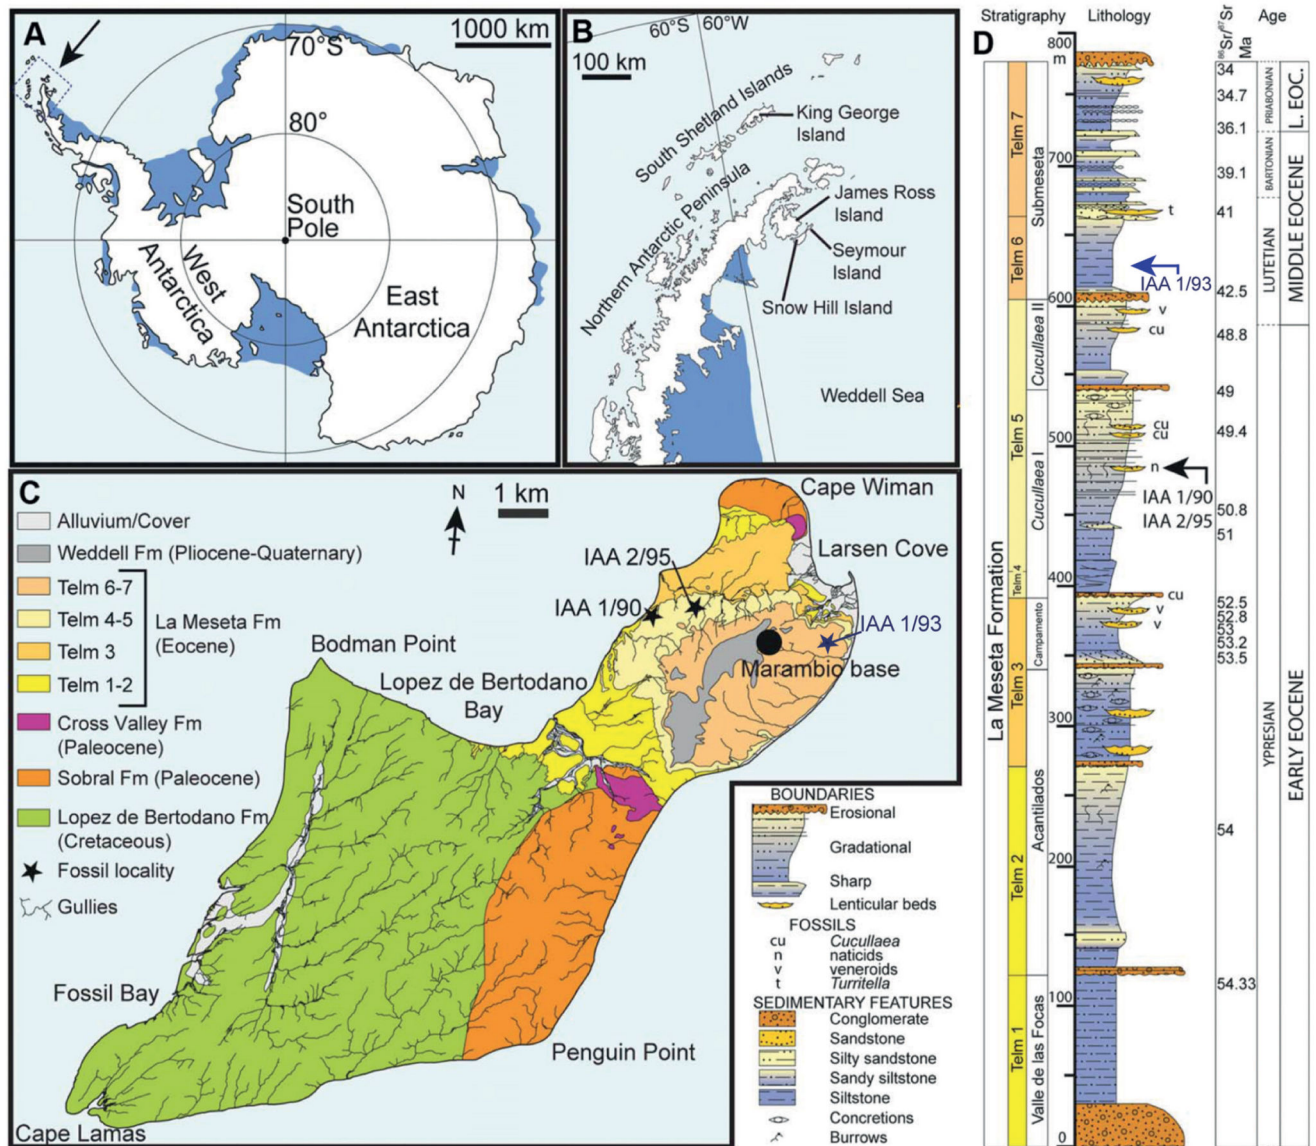 A
1000 km
70°S
80°
South
Pole
West
Antarctica
East
Antarctica
B
60°S
60°W
100 km
South Shetland Islands
King George
Island
Northern Antarctic Peninsula
James Ross
Island
Seymour
Island
Snow Hill Island
Weddell Sea
C
N
1 km
Alluvium/Cover
Weddell Fm (Pliocene-Quaternary)
Telm 6-7
Telm 4-5
Telm 3
Telm 1-2
La Meseta Fm
(Eocene)
Cross Valley Fm
(Paleocene)
Sobral Fm (Paleocene)
Lopez de Bertodano Fm
(Cretaceous)
Fossil locality
Gullies
Cape Wiman
Larsen Cove
IAA 2/95
IAA 1/90
IAA 1/93
Marambio base
Bodman Point
Lopez de Bertodano
Bay
Fossil Bay
Penguin Point
Cape Lamas
BOUNDARIES
Erosional
Gradational
Sharp
Lenticular beds
FOSSILS
cu Cucullaea
n naticids
v veneroids
t Turritella
SEDIMENTARY FEATURES
Conglomerate
Sandstone
Silty sandstone
Sandy siltstone
Siltstone
Concretions
Burrows
D
Stratigraphy
Lithology
86Sr/87Sr
Ma
Age
La Meseta Formation
Telm 7
Telm 6
Telm 5
Telm 4
Telm 3
Telm 2
Telm 1
Submeseta
Cucullaea II
Cucullaea I
Campamento
Acantilados
Valle de las Focas
800
m
700
600
500
400
300
200
100
0
t
v
cu
cu
cu
n
cu
v
v
IAA 1/93
IAA 1/90
IAA 2/95
34
34.7
36.1
39.1
41
42.5
48.8
49
49.4
50.8
51
52.5
52.8
53
53.2
53.5
54
54.33
PRIABONIAN
BARTONIAN
LUTETIAN
YPRESIAN
L. EOC.
MIDDLE EOCENE
EARLY EOCENE